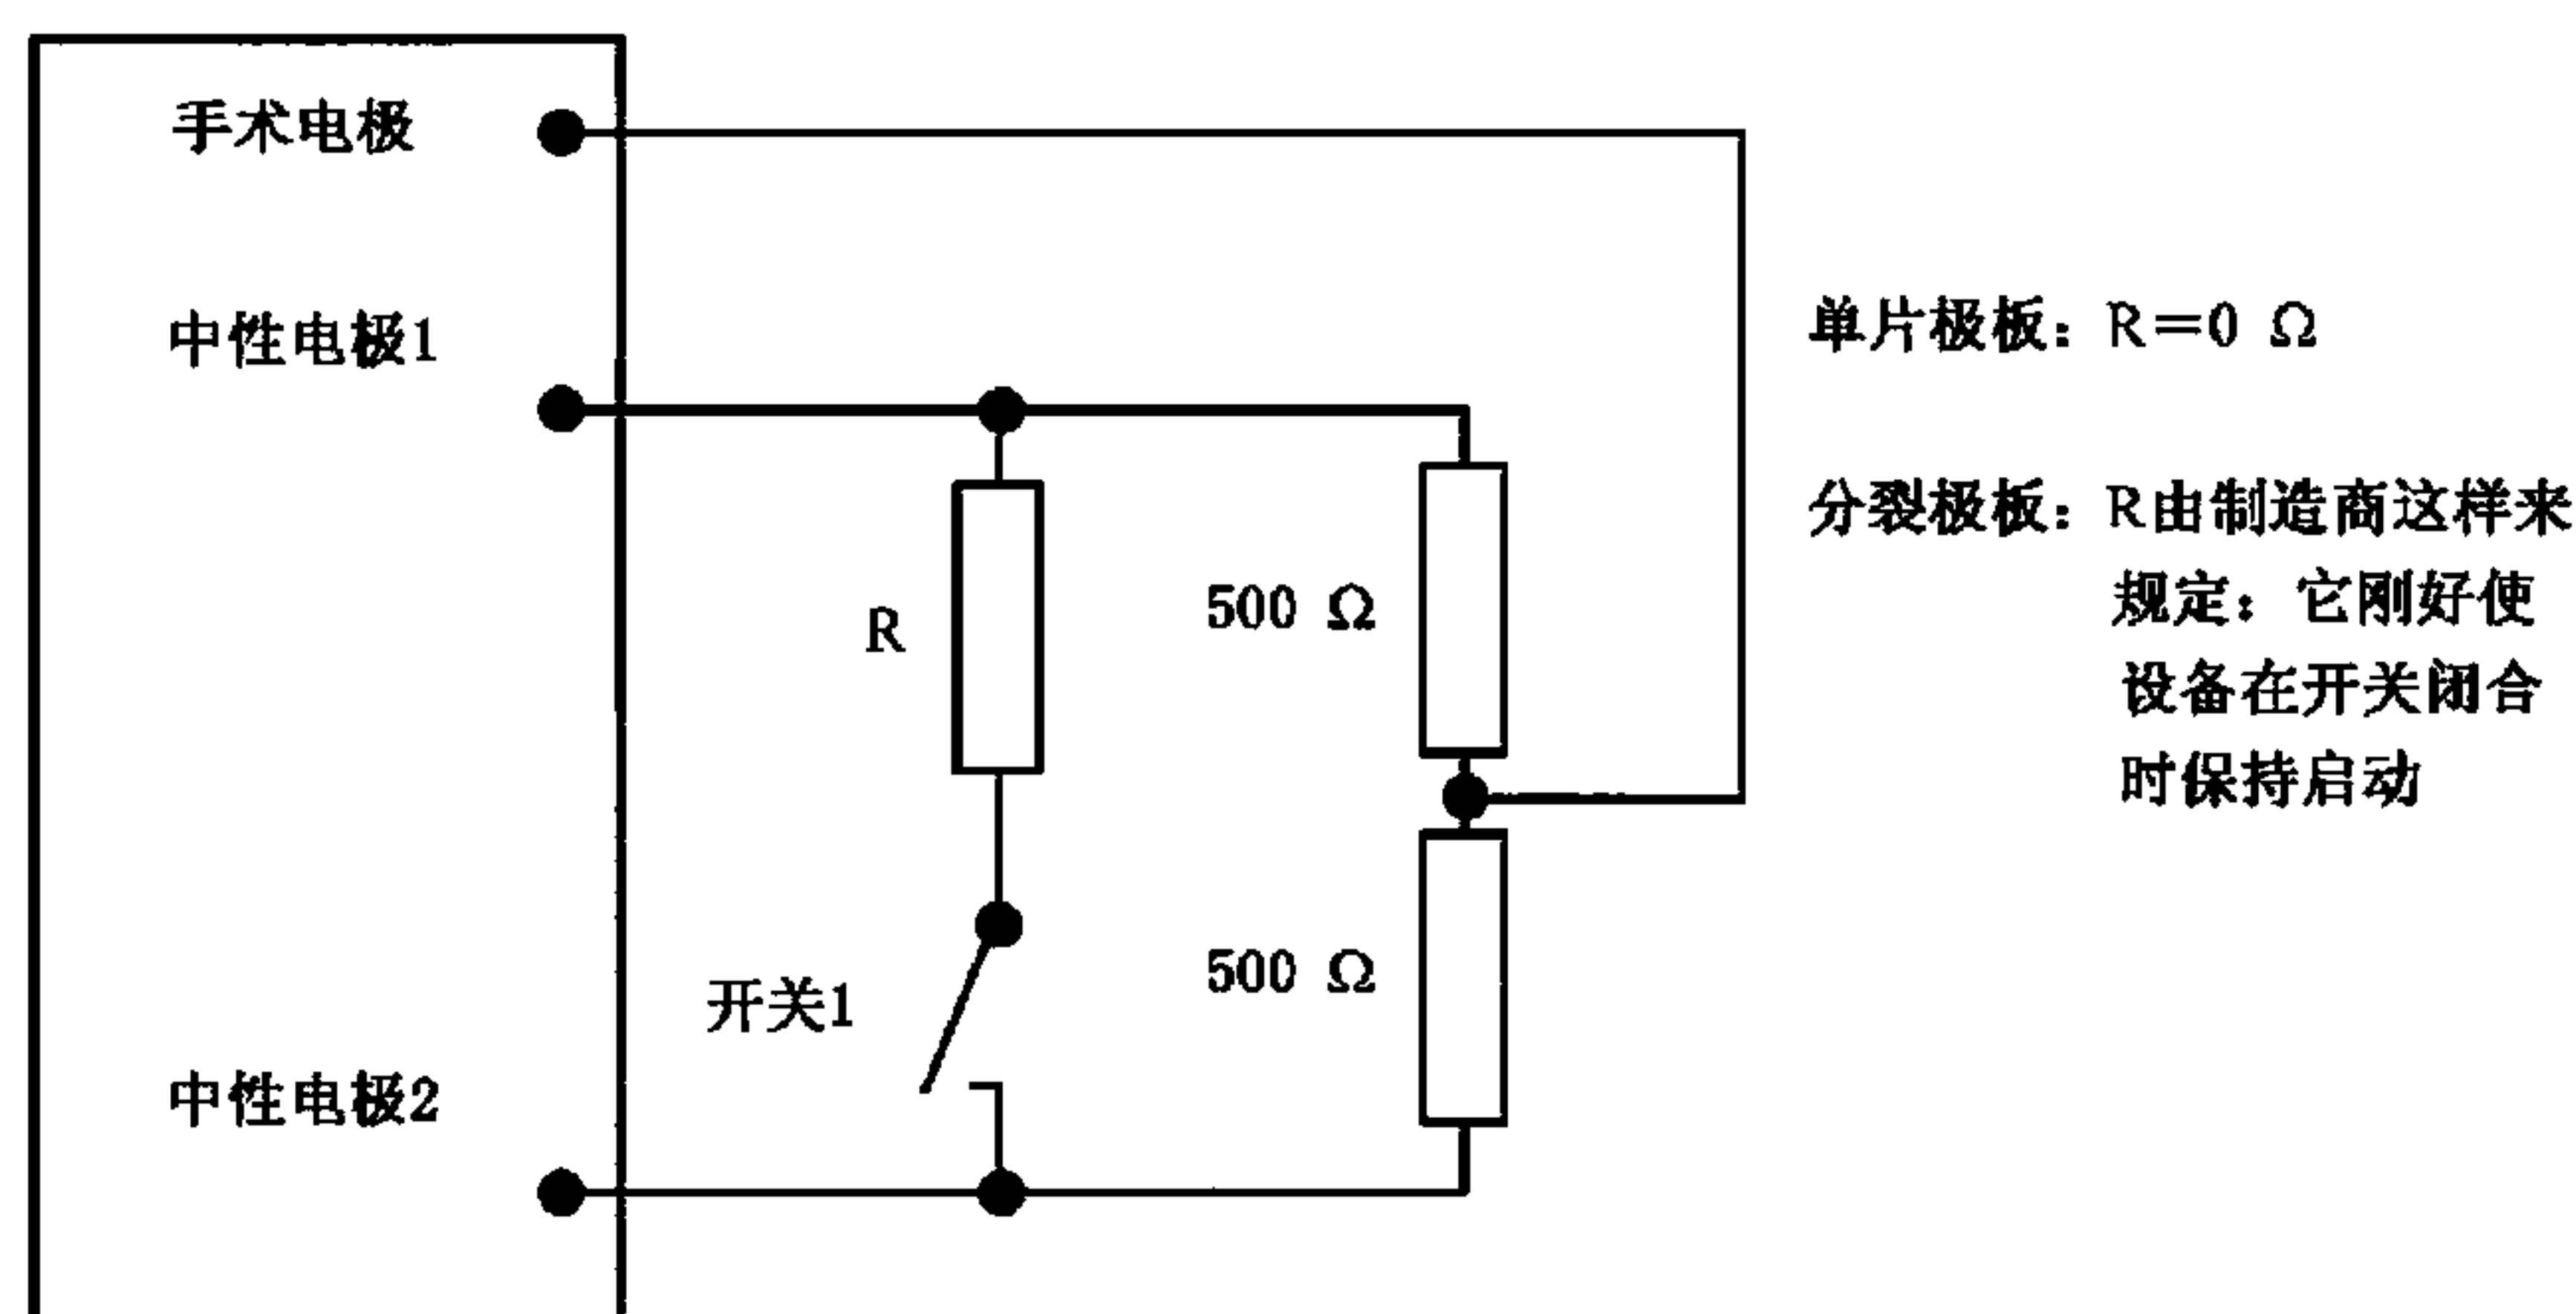 手术电极
中性电极1
单片极板：R＝0 Ω
分裂极板：R由制造商这样来
规定：它刚好使
设备在开关闭合
时保持启动
R
500 Ω
500 Ω
开关1
中性电极2